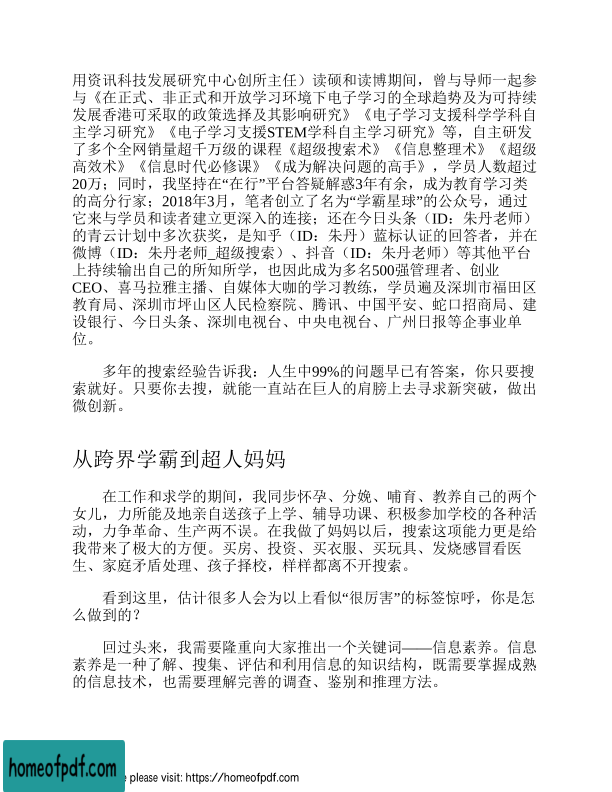 用资讯科技发展研究中心创所主任）读硕和读博期间，曾与导师一起参
与《在正式、非正式和开放学习环境下电子学习的全球趋势及为可持续
发展香港可采取的政策选择及其影响研究》《电子学习支援科学学科自
主学习研究》《电子学习支援STEM学科自主学习研究》等，自主研发
了多个全网销量超千万级的课程《超级搜索术》《信息整理术》《超级
高效术》《信息时代必修课》《成为解决问题的高手》，学员人数超过
20万；同时，我坚持在“在行”平台答疑解惑3年有余，成为教育学习类
的高分行家；2018年3月，笔者创立了名为“学霸星球”的公众号，通过
它来与学员和读者建立更深入的连接；还在今日头条（ID：朱丹老师）
的青云计划中多次获奖，是知乎（ID：朱丹）蓝标认证的回答者，并在
微博（ID：朱丹老师_超级搜索）、抖音（ID：朱丹老师）等其他平台
上持续输出自己的所知所学，也因此成为多名500强管理者、创业
CEO、喜马拉雅主播、自媒体大咖的学习教练，学员遍及深圳市福田区
教育局、深圳市坪山区人民检察院、腾讯、中国平安、蛇口招商局、建
设银行、今日头条、深圳电视台、中央电视台、广州日报等企事业单
位。
多年的搜索经验告诉我：人生中99%的问题早已有答案，你只要搜
索就好。只要你去搜，就能一直站在巨人的肩膀上去寻求新突破，做出
微创新。
从跨界学霸到超人妈妈
在工作和求学的期间，我同步怀孕、分娩、哺育、教养自己的两个
女儿，力所能及地亲自送孩子上学、辅导功课、积极参加学校的各种活
动，力争革命、生产两不误。在我做了妈妈以后，搜索这项能力更是给
我带来了极大的方便。买房、投资、买衣服、买玩具、发烧感冒看医
生、家庭矛盾处理、孩子择校，样样都离不开搜索。
看到这里，估计很多人会为以上看似“很厉害”的标签惊呼，你是怎
么做到的？
回过头来，我需要隆重向大家推出一个关键词——信息素养。信息
素养是一种了解、搜集、评估和利用信息的知识结构，既需要掌握成熟
的信息技术，也需要理解完善的调查、鉴别和推理方法。
homeofpdf.com
please visit: https://homeofpdf.com